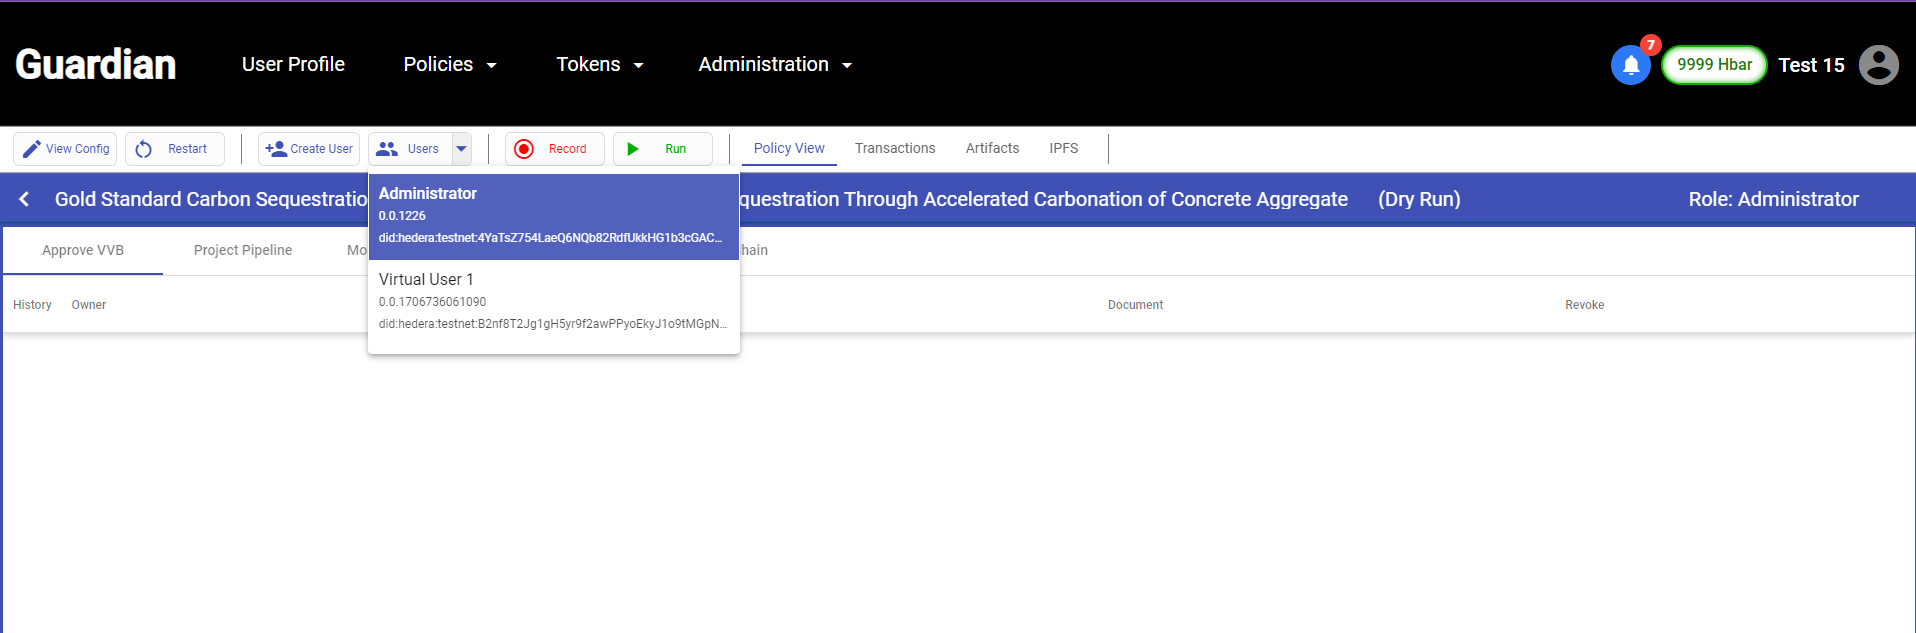 Guardian User Profile Policies Tokens Administration 7 9999 Hbar Test 15
View Config Restart Create User Users Record Run Policy View Transactions Artifacts IPFS
Gold Standard Carbon Sequestratio questration Through Accelerated Carbonation of Concrete Aggregate (Dry Run) Role: Administrator
Administrator
0.0.1226
did:hedera:testnet:4YaTsZ754LaeQ6NQb82RdfUkkHG1b3cGAC...
Approve VVB Project Pipeline Mo hain
Virtual User 1
0.0.1706736061090
did:hedera:testnet:B2nf8T2Jg1gH5yr9f2awPPyoEkyJ1o9tMGpN...
History Owner Document Revoke